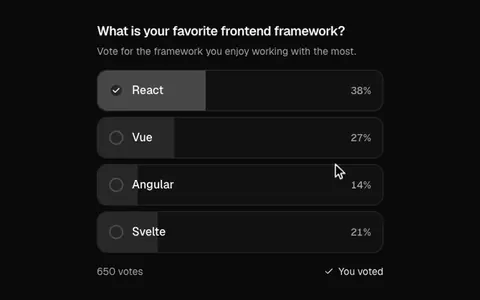 What is your favorite frontend framework?
Vote for the framework you enjoy working with the most.
React 38%
Vue 27%
Angular 14%
Svelte 21%
650 votes You voted